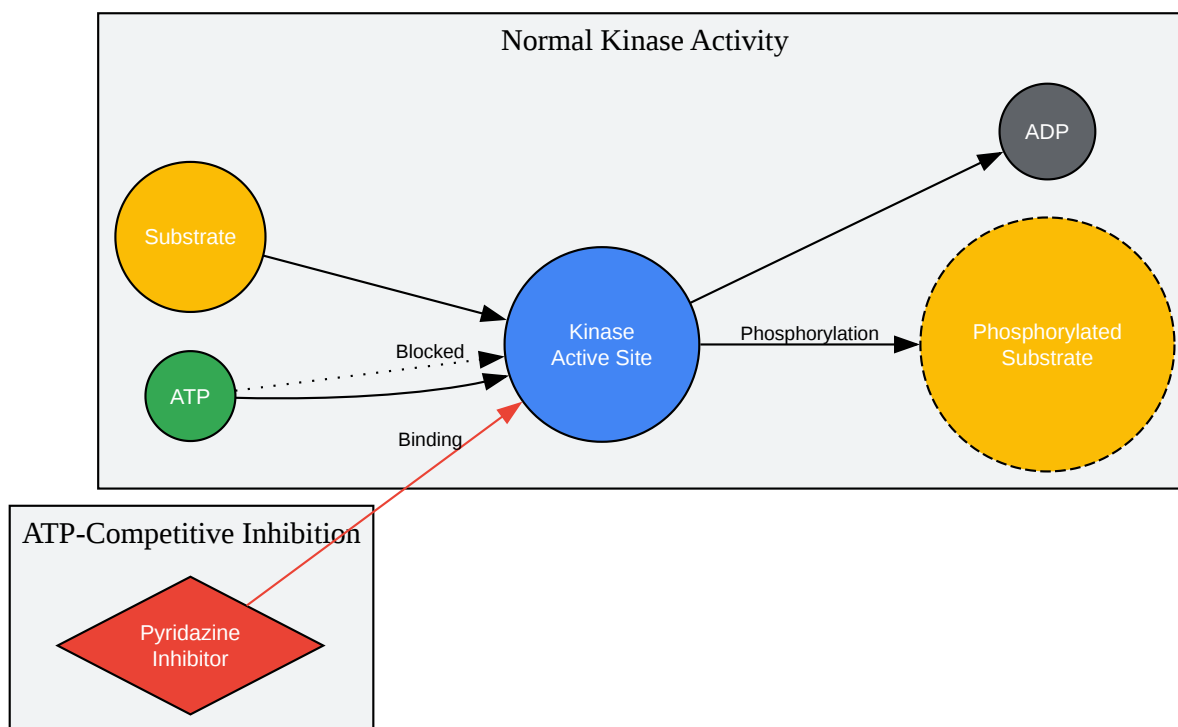 Normal Kinase Activity
ADP
Substrate
Kinase
Active Site
Phosphorylation
Phosphorylated
Substrate
Blocked
ATP
Binding
ATP-Competitive Inhibition
Pyridazine
Inhibitor